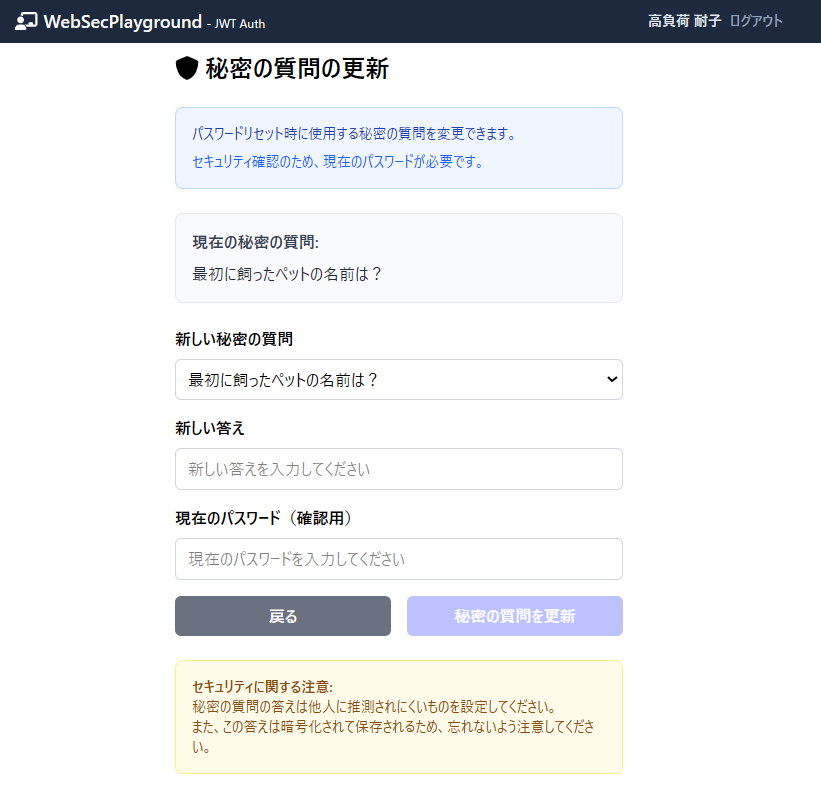 WebSecPlayground - JWT Auth
高負荷 耐子 ログアウト
秘密の質問の更新
パスワードリセット時に使用する秘密の質問を変更できます。
セキュリティ確認のため、現在のパスワードが必要です。
現在の秘密の質問:
最初に飼ったペットの名前は？
新しい秘密の質問
最初に飼ったペットの名前は？
新しい答え
新しい答えを入力してください
現在のパスワード（確認用）
現在のパスワードを入力してください
戻る
秘密の質問を更新
セキュリティに関する注意:
秘密の質問の答えは他人に推測されにくいものを設定してください。
また、この答えは暗号化されて保存されるため、忘れないよう注意してくださ
い。